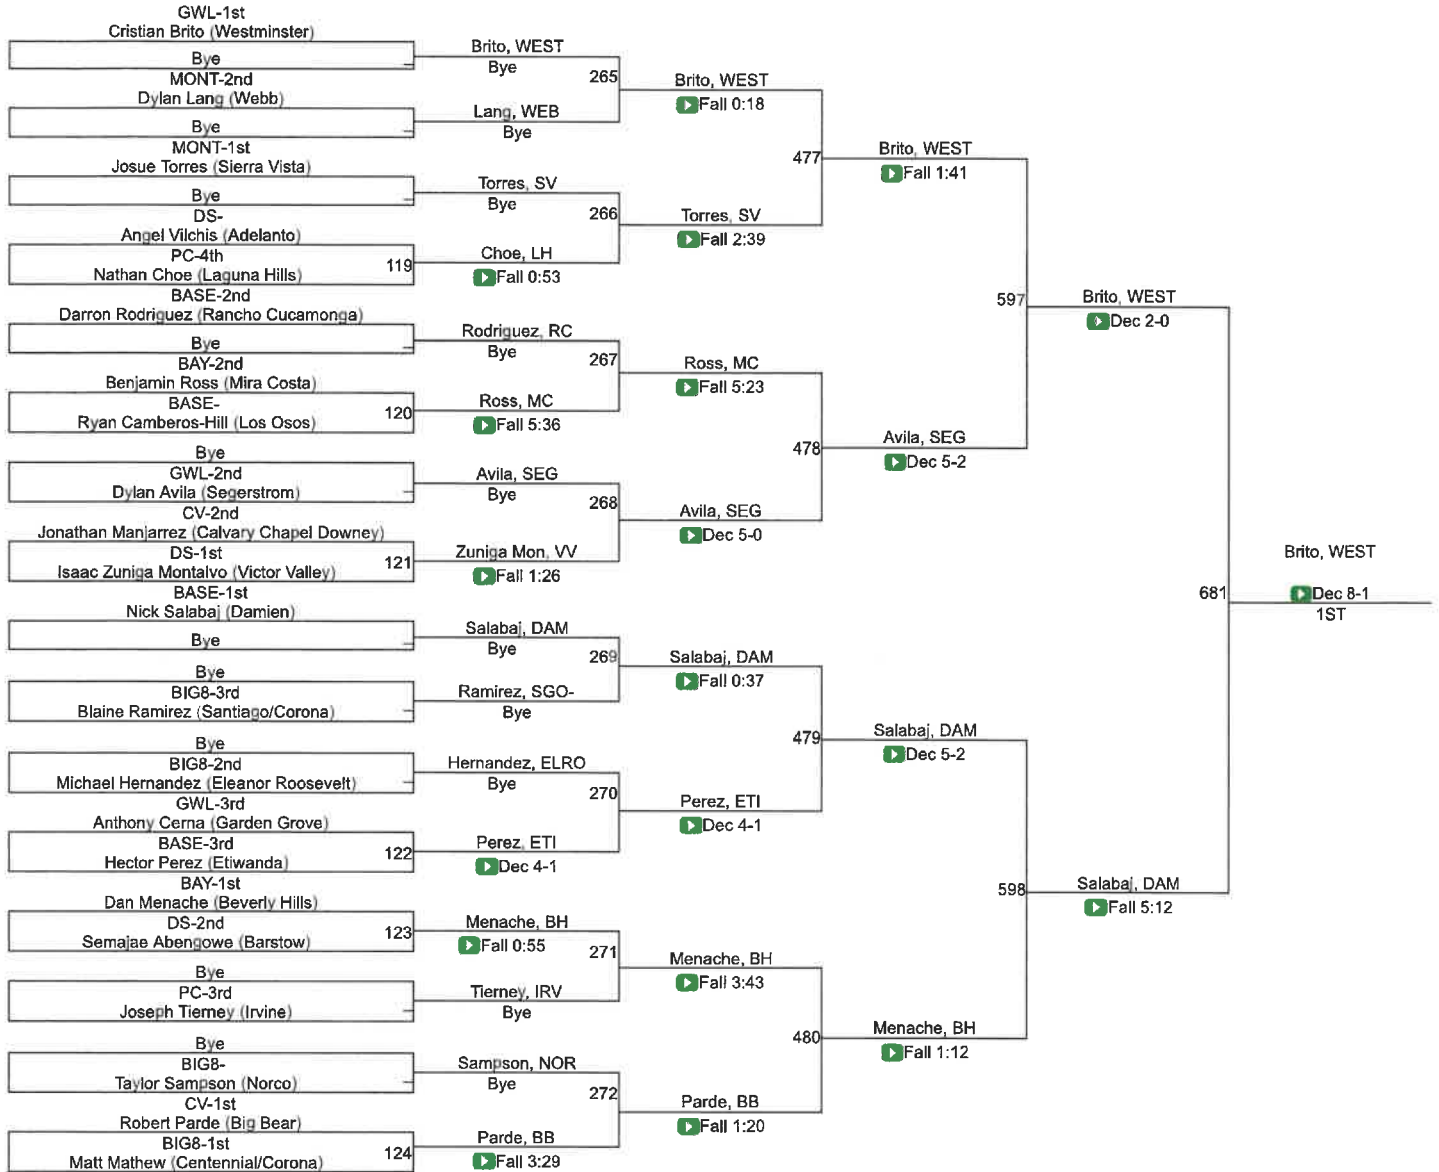 GWL-1st
Cristian Brito (Westminster)
Bye
MONT-2nd
Dylan Lang (Webb)
Bye
MONT-1st
Josue Torres (Sierra Vista)
Bye
DS-
Angel Vilchis (Adelanto)
PC-4th
119
Nathan Choe (Laguna Hills)
BASE-2nd
Darron Rodriguez (Rancho Cucamonga)
Bye
BAY-2nd
Benjamin Ross (Mira Costa)
BASE-
120
Ryan Camberos-Hill (Los Osos)
Bye
GWL-2nd
Dylan Avila (Segerstrom)
CV-2nd
Jonathan Manjarrez (Calvary Chapel Downey)
DS-1st
121
Isaac Zuniga Montalvo (Victor Valley)
BASE-1st
Nick Salabaj (Damien)
Bye
Bye
BIG8-3rd
Blaine Ramirez (Santiago/Corona)
Bye
BIG8-2nd
Michael Hernandez (Eleanor Roosevelt)
GWL-3rd
Anthony Cerna (Garden Grove)
BASE-3rd
122
Hector Perez (Etiwanda)
BAY-1st
Dan Menache (Beverly Hills)
DS-2nd
123
Semajae Abengowe (Barstow)
Bye
PC-3rd
Joseph Tierney (Irvine)
Bye
BIG8-
Taylor Sampson (Norco)
CV-1st
Robert Parde (Big Bear)
BIG8-1st
124
Matt Mathew (Centennial/Corona)
Brito, WEST
Bye
265
Lang, WEB
Bye
Torres, SV
Bye
266
Choe, LH
Fall 0:53
Rodriguez, RC
Bye
267
Ross, MC
Fall 5:36
Avila, SEG
Bye
268
Zuniga Mon, VV
Fall 1:26
Salabaj, DAM
Bye
269
Ramirez, SGO-
Bye
Hernandez, ELRO
Bye
270
Perez, ETI
Dec 4-1
Menache, BH
Fall 0:55
271
Tierney, IRV
Bye
Sampson, NOR
Bye
272
Parde, BB
Fall 3:29
Brito, WEST
Fall 0:18
477
Torres, SV
Fall 2:39
Ross, MC
Fall 5:23
478
Avila, SEG
Dec 5-0
Salabaj, DAM
Fall 0:37
479
Perez, ETI
Dec 4-1
Menache, BH
Fall 3:43
480
Parde, BB
Fall 1:20
Brito, WEST
Fall 1:41
597
Avila, SEG
Dec 5-2
Salabaj, DAM
Dec 5-2
598
Menache, BH
Fall 1:12
Brito, WEST
Dec 2-0
681
Salabaj, DAM
Fall 5:12
Brito, WEST
Dec 8-1
1ST